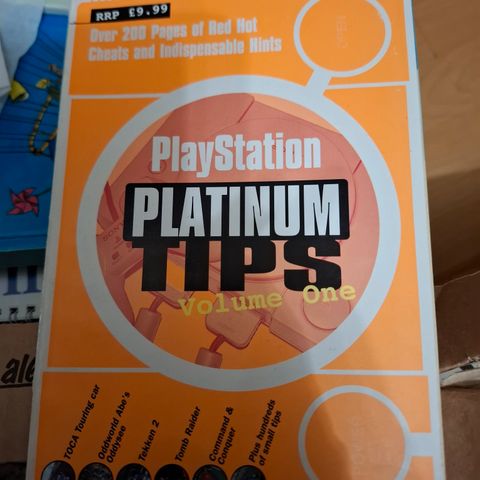 RRP £9.99
Over 200 Pages of Red Hot
Cheats and Indispensable Hints
OPEN
PlayStation
PLATINUM
TIPS
Volume One
SONY
TOCA Touring car
Oddworld Abe's
Oddysee
Tekken 2
Tomb Raider
Command &
Conquer
Plus hundreds
of small tips